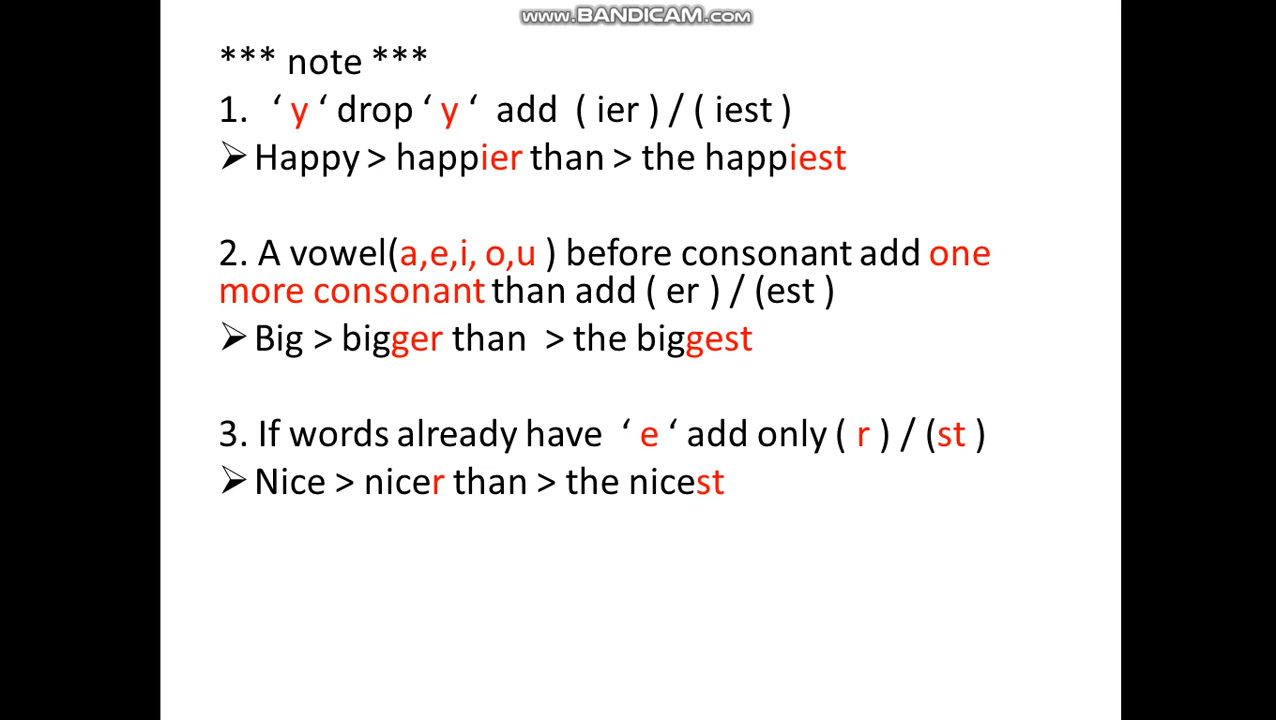 www.BANDICAM.com
*** note ***
1. ‘ y ‘ drop ‘ y ‘ add ( ier ) / ( iest )
➢ Happy > happier than > the happiest
2. A vowel(a,e,i, o,u ) before consonant add one
more consonant than add ( er ) / (est )
➢ Big > bigger than > the biggest
3. If words already have ‘ e ‘ add only ( r ) / (st )
➢ Nice > nicer than > the nicest